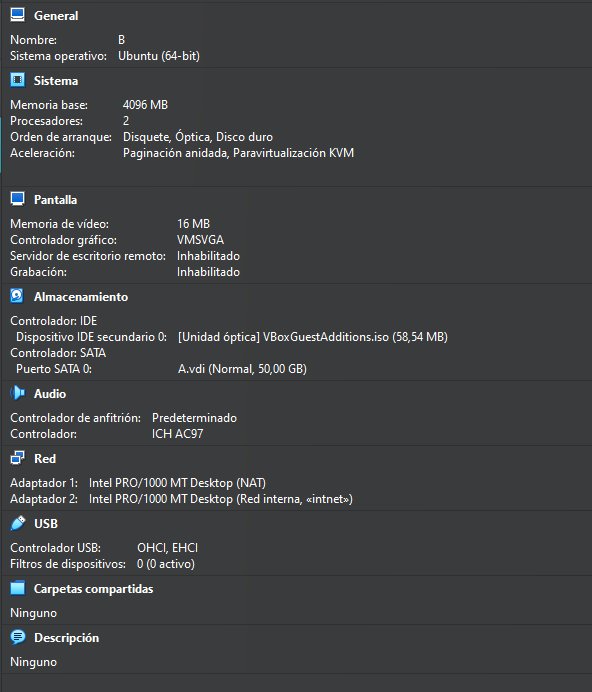 General
Nombre: B
Sistema operativo: Ubuntu (64-bit)
Sistema
Memoria base: 4096 MB
Procesadores: 2
Orden de arranque: Disquete, Óptica, Disco duro
Aceleración: Paginación anidada, Paravirtualización KVM
Pantalla
Memoria de vídeo: 16 MB
Controlador gráfico: VMSVGA
Servidor de escritorio remoto: Inhabilitado
Grabación: Inhabilitado
Almacenamiento
Controlador: IDE
Dispositivo IDE secundario 0: [Unidad óptica] VBoxGuestAdditions.iso (58,54 MB)
Controlador: SATA
Puerto SATA 0: A.vdi (Normal, 50,00 GB)
Audio
Controlador de anfitrión: Predeterminado
Controlador: ICH AC97
Red
Adaptador 1: Intel PRO/1000 MT Desktop (NAT)
Adaptador 2: Intel PRO/1000 MT Desktop (Red interna, «intnet»)
USB
Controlador USB: OHCI, EHCI
Filtros de dispositivos: 0 (0 activo)
Carpetas compartidas
Ninguno
Descripción
Ninguno